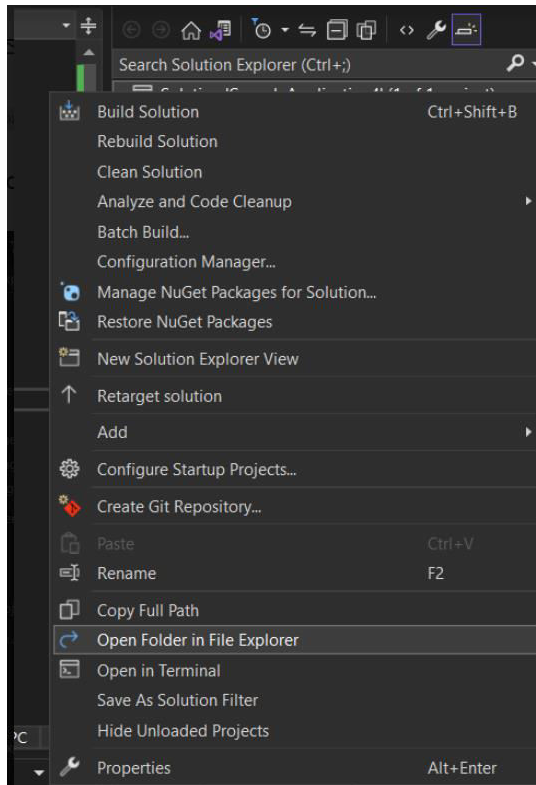 Search Solution Explorer (Ctrl+;)
Build Solution Ctrl+Shift+B
Rebuild Solution
Clean Solution
Analyze and Code Cleanup
Batch Build...
Configuration Manager...
Manage NuGet Packages for Solution...
Restore NuGet Packages
New Solution Explorer View
Retarget solution
Add
Configure Startup Projects...
Create Git Repository...
Paste Ctrl+V
Rename F2
Copy Full Path
Open Folder in File Explorer
Open in Terminal
Save As Solution Filter
Hide Unloaded Projects
Properties Alt+Enter